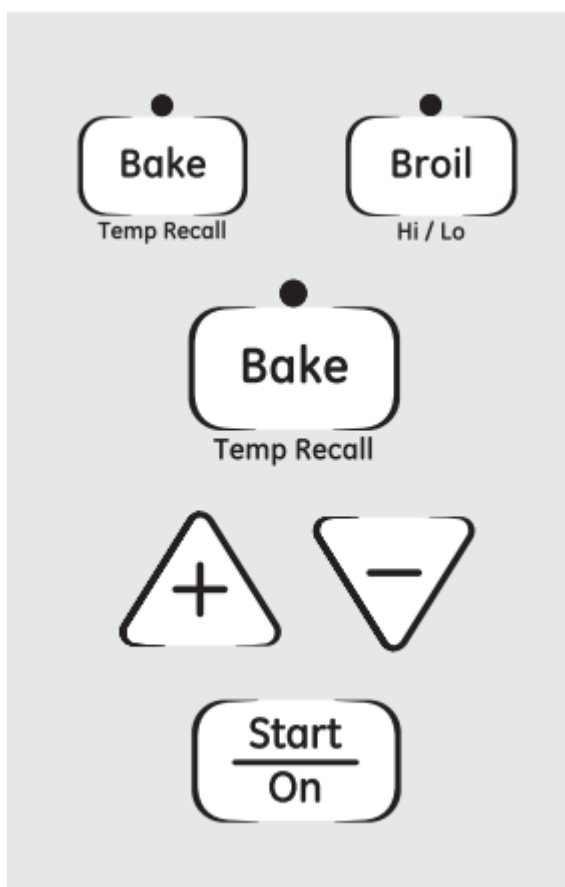 Bake Broil
Temp Recall Hi / Lo
Bake
Temp Recall
+ −
Start
On